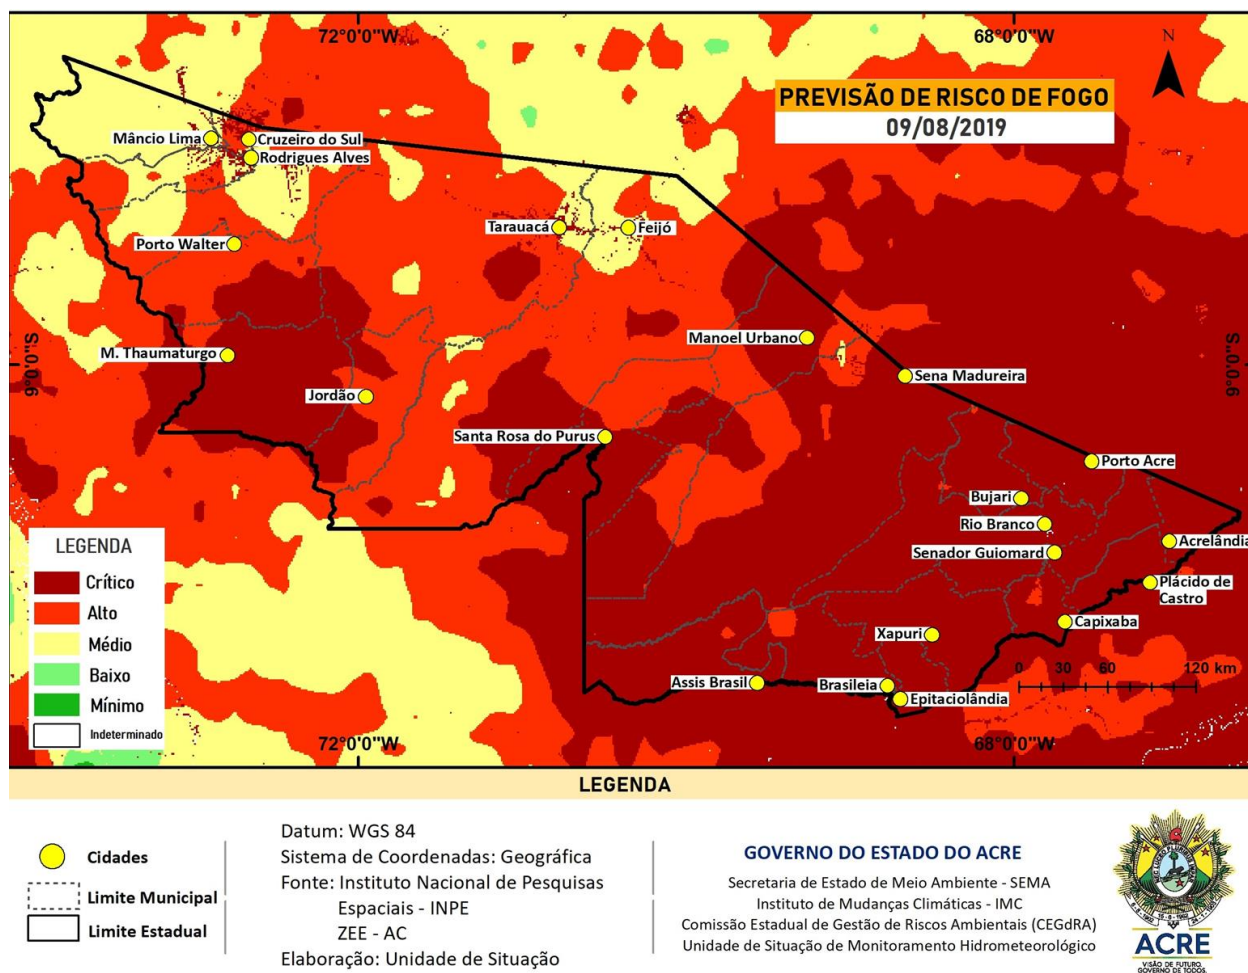 72°0'0"W
68°0'0"W
N
PREVISÃO DE RISCO DE FOGO
09/08/2019
Mâncio Lima
Cruzeiro do Sul
Rodrigues Alves
Tarauacá
Feijó
Porto Walter
Manoel Urbano
M. Thaumaturgo
9°0'0"S
9°0'0"S
Sena Madureira
Jordão
Santa Rosa do Purus
Porto Acre
Bujari
Rio Branco
Senador Guiomard
Acrelândia
Plácido de
Castro
Capixaba
Xapuri
0 30 60 120 km
Assis Brasil
Brasileia
Epitaciolândia
72°0'0"W
68°0'0"W
LEGENDA
Crítico
Alto
Médio
Baixo
Mínimo
Indeterminado
LEGENDA
Cidades
Limite Municipal
Limite Estadual
Datum: WGS 84
Sistema de Coordenadas: Geográfica
Fonte: Instituto Nacional de Pesquisas
Espaciais - INPE
ZEE - AC
Elaboração: Unidade de Situação
GOVERNO DO ESTADO DO ACRE
Secretaria de Estado de Meio Ambiente - SEMA
Instituto de Mudanças Climáticas - IMC
Comissão Estadual de Gestão de Riscos Ambientais (CEGdRA)
Unidade de Situação de Monitoramento Hidrometeorológico
ACRE
VISÃO DE FUTURO.
GOVERNO DE TODOS.